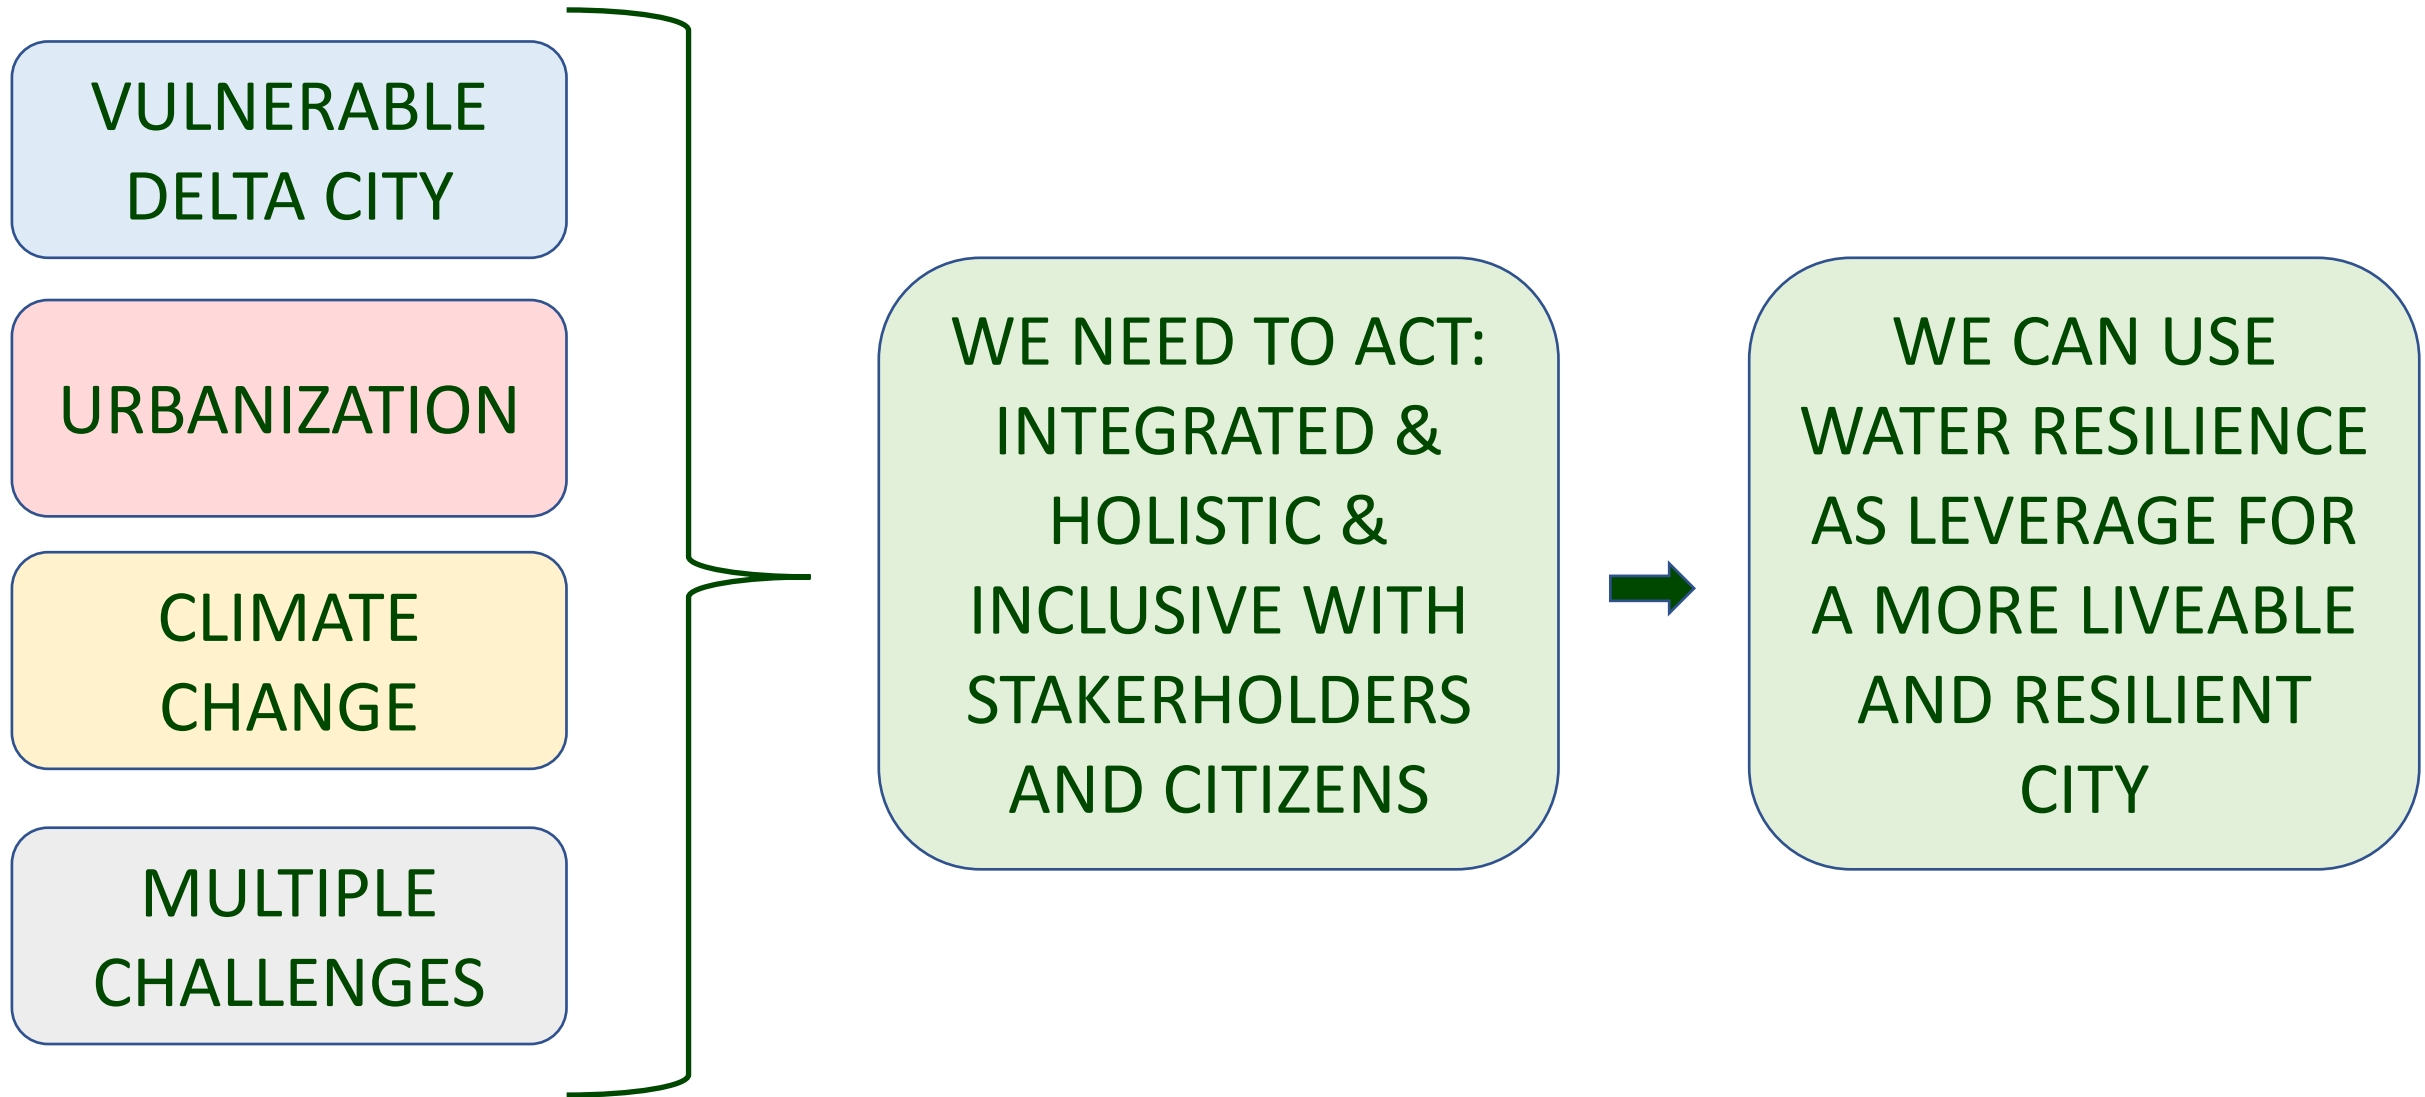 VULNERABLE
DELTA CITY
URBANIZATION
CLIMATE
CHANGE
MULTIPLE
CHALLENGES
WE NEED TO ACT:
INTEGRATED &
HOLISTIC &
INCLUSIVE WITH
STAKERHOLDERS
AND CITIZENS
WE CAN USE
WATER RESILIENCE
AS LEVERAGE FOR
A MORE LIVEABLE
AND RESILIENT
CITY